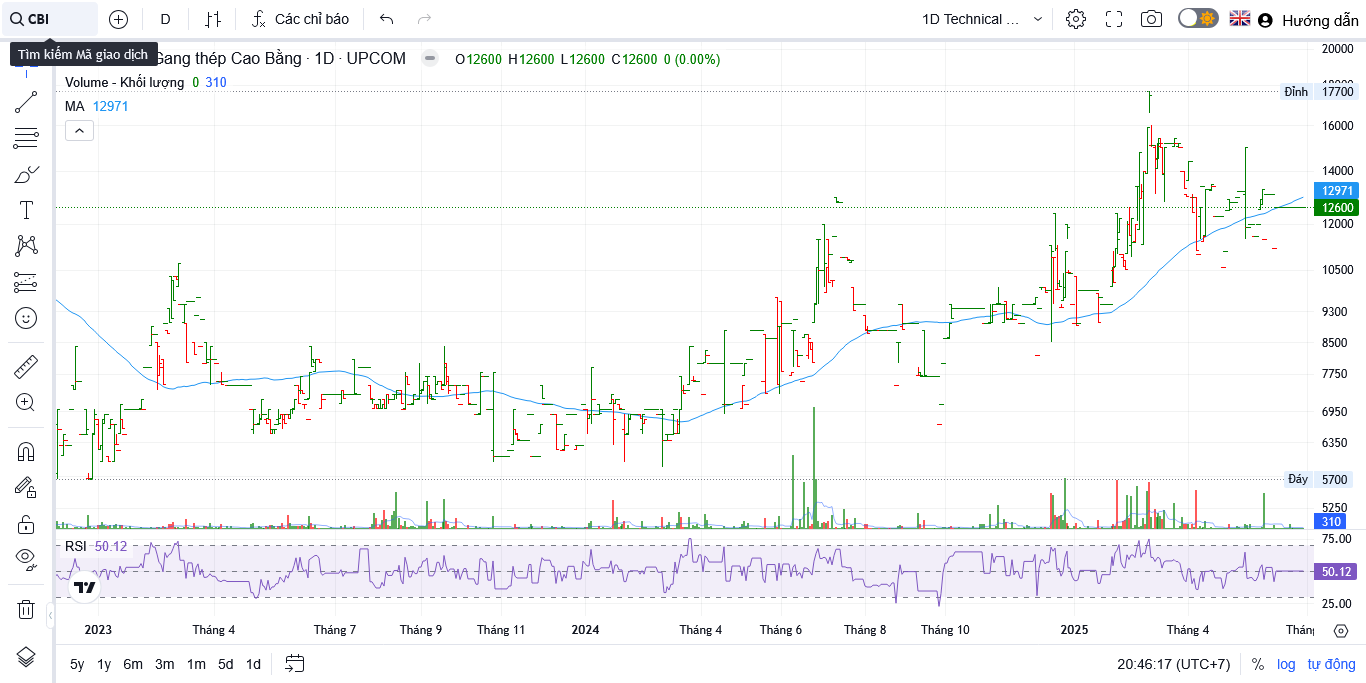 CBI D Các chỉ báo 1D Technical ... Hướng dẫn
Tìm kiếm Mã giao dịch
Gang thép Cao Bằng · 1D · UPCOM O12600 H12600 L12600 C12600 0 (0.00%)
Volume - Khối lượng 0 310
MA 12971
20000
Đỉnh 17700
16000
14000
12971
12600
12000
10500
9300
8500
7750
6950
6350
Đáy 5700
5250
310
RSI 50.12
75.00
50.12
25.00
2023 Tháng 4 Tháng 7 Tháng 9 Tháng 11 2024 Tháng 4 Tháng 6 Tháng 8 Tháng 10 2025 Tháng 4
5y 1y 6m 3m 1m 5d 1d 20:46:17 (UTC+7) % log tự động